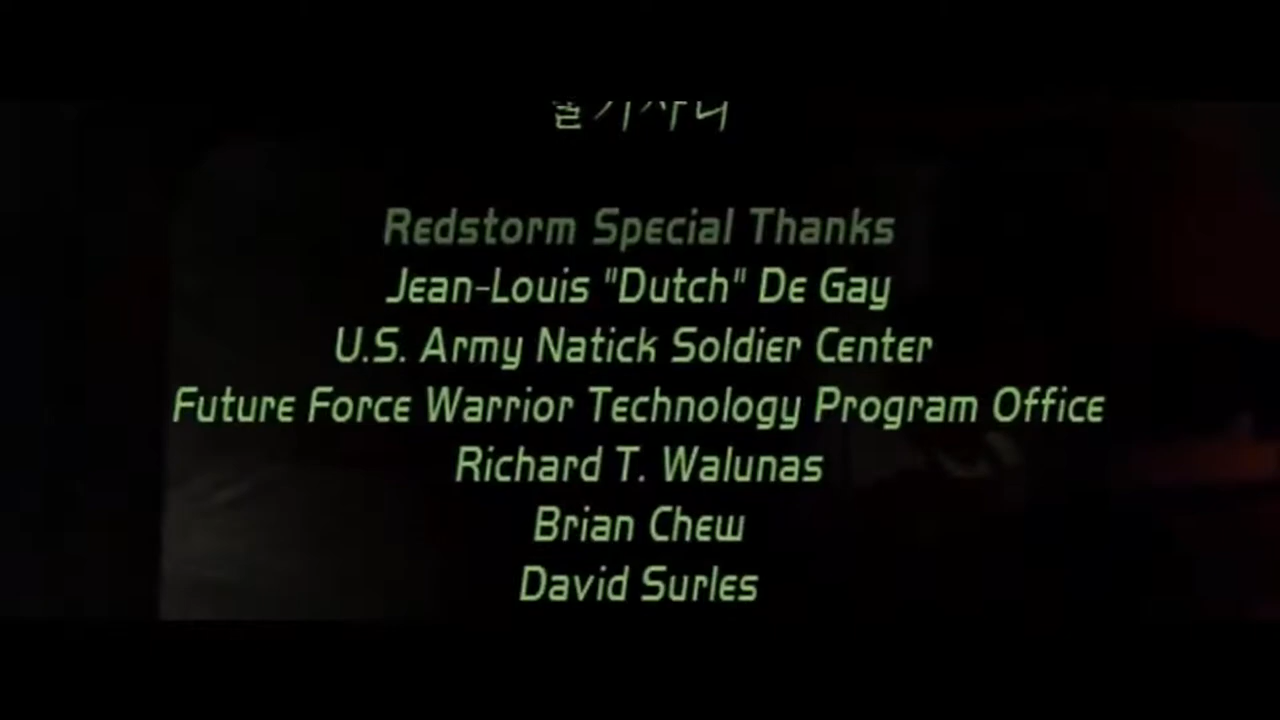 Redstorm Special Thanks
Jean-Louis "Dutch" De Gay
U.S. Army Natick Soldier Center
Future Force Warrior Technology Program Office
Richard T. Walunas
Brian Chew
David Surles